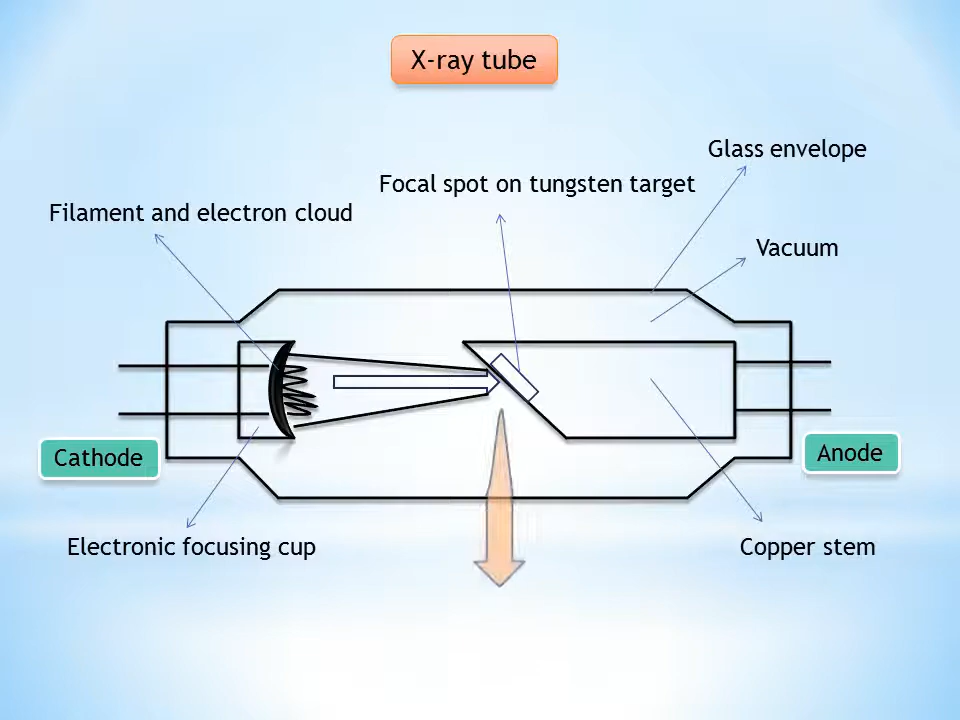 X-ray tube
Glass envelope
Focal spot on tungsten target
Filament and electron cloud
Vacuum
Cathode
Anode
Electronic focusing cup
Copper stem